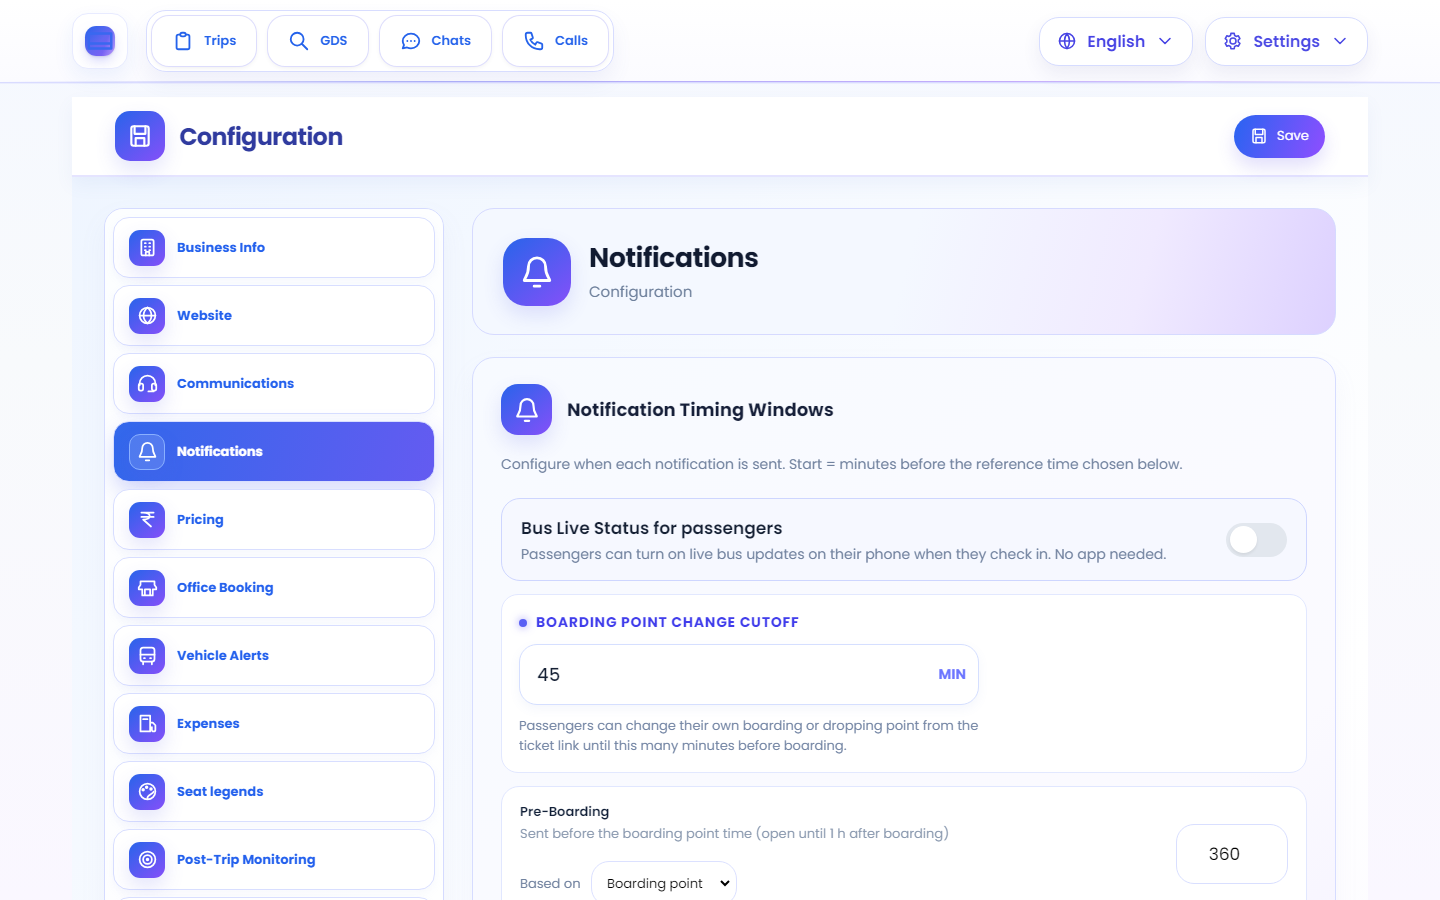 Trips
GDS
Chats
Calls
English
Settings
Configuration
Save
Business Info
Website
Communications
Notifications
Pricing
Office Booking
Vehicle Alerts
Expenses
Seat legends
Post-Trip Monitoring
Notifications
Configuration
Notification Timing Windows
Configure when each notification is sent. Start = minutes before the reference time chosen below.
Bus Live Status for passengers
Passengers can turn on live bus updates on their phone when they check in. No app needed.
BOARDING POINT CHANGE CUTOFF
45 MIN
Passengers can change their own boarding or dropping point from the
ticket link until this many minutes before boarding.
Pre-Boarding
Sent before the boarding point time (open until 1 h after boarding)
360
Based on Boarding point